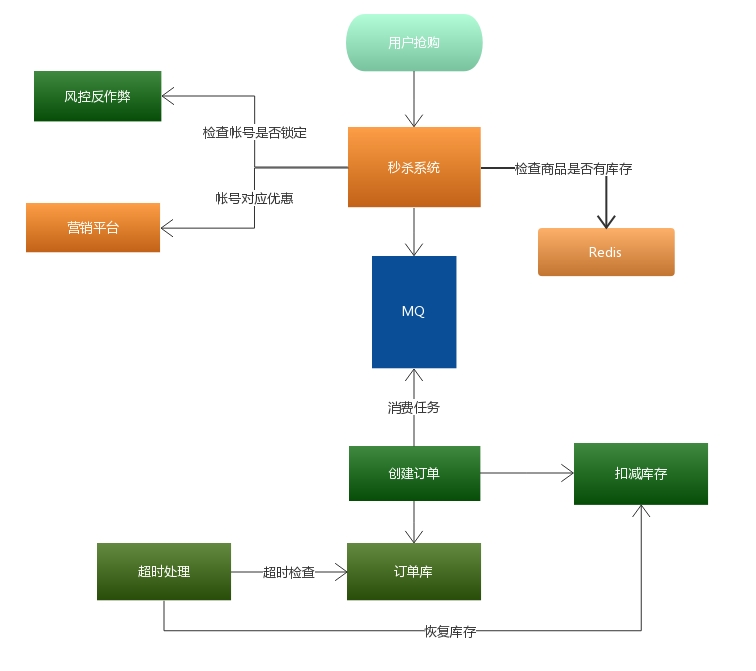 用户抢购
风控反作弊
检查帐号是否锁定
秒杀系统
检查商品是否有库存
帐号对应优惠
营销平台
Redis
MQ
消费任务
创建订单
扣减库存
超时处理
超时检查
订单库
恢复库存